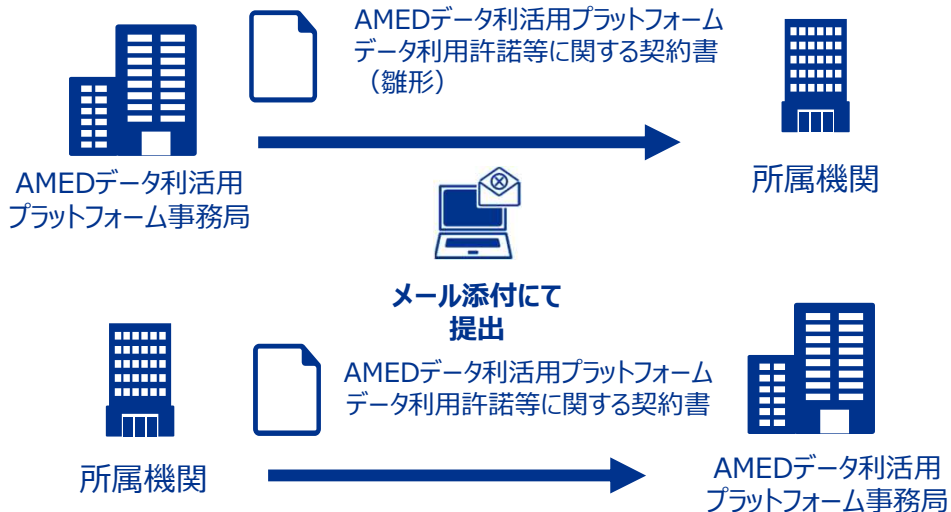 AMEDデータ利活用プラットフォーム
データ利用許諾等に関する契約書
（雛形）
AMEDデータ利活用
プラットフォーム事務局
所属機関
メール添付にて
提出
AMEDデータ利活用プラットフォーム
データ利用許諾等に関する契約書
所属機関
AMEDデータ利活用
プラットフォーム事務局